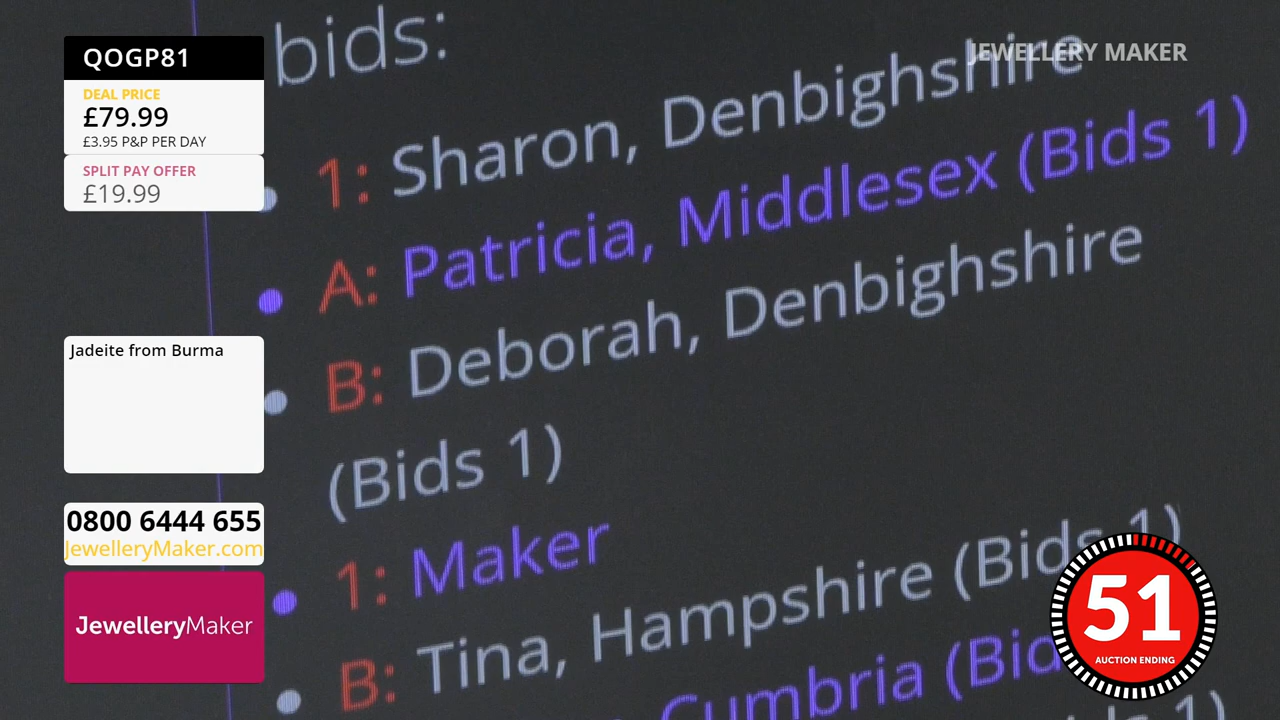 QOGP81
DEAL PRICE
£79.99
£3.95 P&P PER DAY
SPLIT PAY OFFER
£19.99
Jadeite from Burma
0800 6444 655
JewelleryMaker.com
JewelleryMaker
JEWELLERY MAKER
bids:
1: Sharon, Denbighshire
A: Patricia, Middlesex (Bids 1)
B: Deborah, Denbighshire
(Bids 1)
1: Maker
B: Tina, Hampshire (Bids 1)
Cumbria (Bid
1)
51
AUCTION ENDING